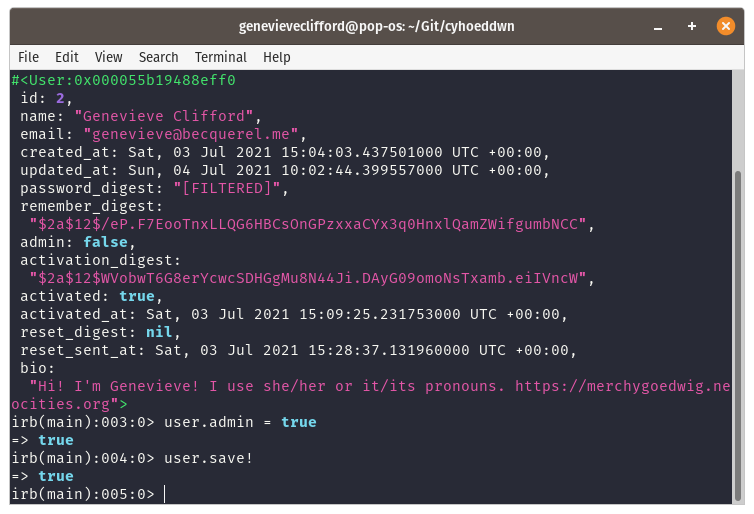 genevieveclifford@pop-os: ~/Git/cyhoeddwn
File Edit View Search Terminal Help
#<User:0x000055b19488eff0
 id: 2,
 name: "Genevieve Clifford",
 email: "genevieve@becquerel.me",
 created_at: Sat, 03 Jul 2021 15:04:03.437501000 UTC +00:00,
 updated_at: Sun, 04 Jul 2021 10:02:44.399557000 UTC +00:00,
 password_digest: "[FILTERED]",
 remember_digest:
  "$2a$12$/eP.F7EooTnxLLQG6HBCsOnGPzxxaCYx3q0HnxlQamZWifgumbNCC",
 admin: false,
 activation_digest:
  "$2a$12$WVobwT6G8erYcwcSDHGgMu8N44Ji.DAyG09omoNsTxamb.eiIVncW",
 activated: true,
 activated_at: Sat, 03 Jul 2021 15:09:25.231753000 UTC +00:00,
 reset_digest: nil,
 reset_sent_at: Sat, 03 Jul 2021 15:28:37.131960000 UTC +00:00,
 bio:
  "Hi! I'm Genevieve! I use she/her or it/its pronouns. https://merchygoedwig.ne
ocities.org">
irb(main):003:0> user.admin = true
=> true
irb(main):004:0> user.save!
=> true
irb(main):005:0>